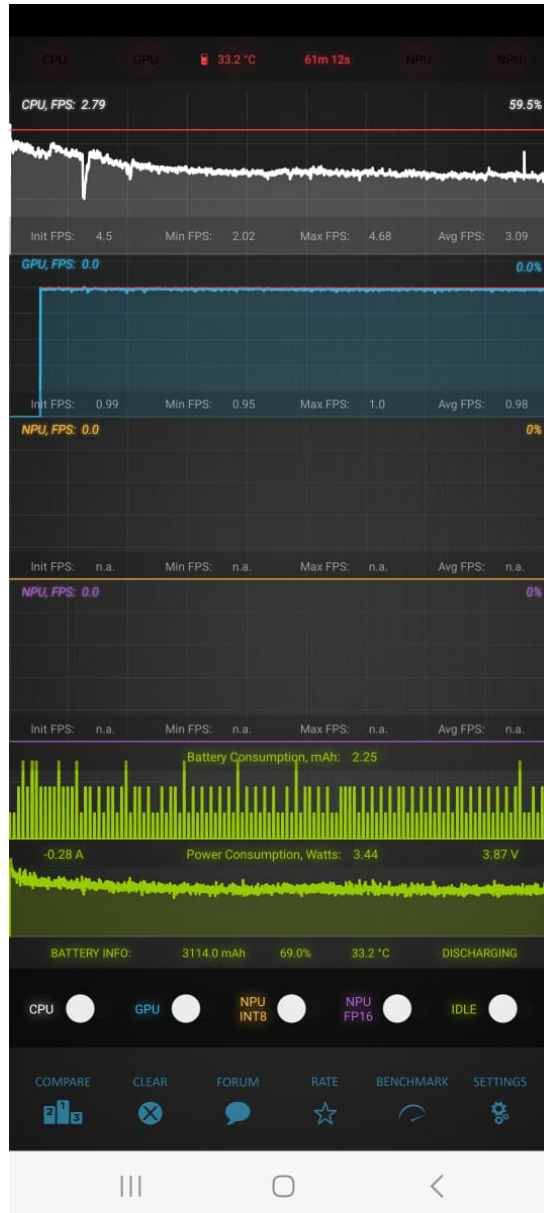 CPU GPU 33.2 °C 61m 12s NPU NPU
CPU, FPS: 2.79 59.5%
Init FPS: 4.5 Min FPS: 2.02 Max FPS: 4.68 Avg FPS: 3.09
GPU, FPS: 0.0 0.0%
Init FPS: 0.99 Min FPS: 0.95 Max FPS: 1.0 Avg FPS: 0.98
NPU, FPS: 0.0 0%
Init FPS: n.a. Min FPS: n.a. Max FPS: n.a. Avg FPS: n.a.
NPU, FPS: 0.0 0%
Init FPS: n.a. Min FPS: n.a. Max FPS: n.a. Avg FPS: n.a.
Battery Consumption, mAh: 2.25
-0.28 A Power Consumption, Watts: 3.44 3.87 V
BATTERY INFO: 3114.0 mAh 69.0% 33.2 °C DISCHARGING
CPU GPU NPU INT8 NPU FP16 IDLE
COMPARE CLEAR FORUM RATE BENCHMARK SETTINGS
2 1 3